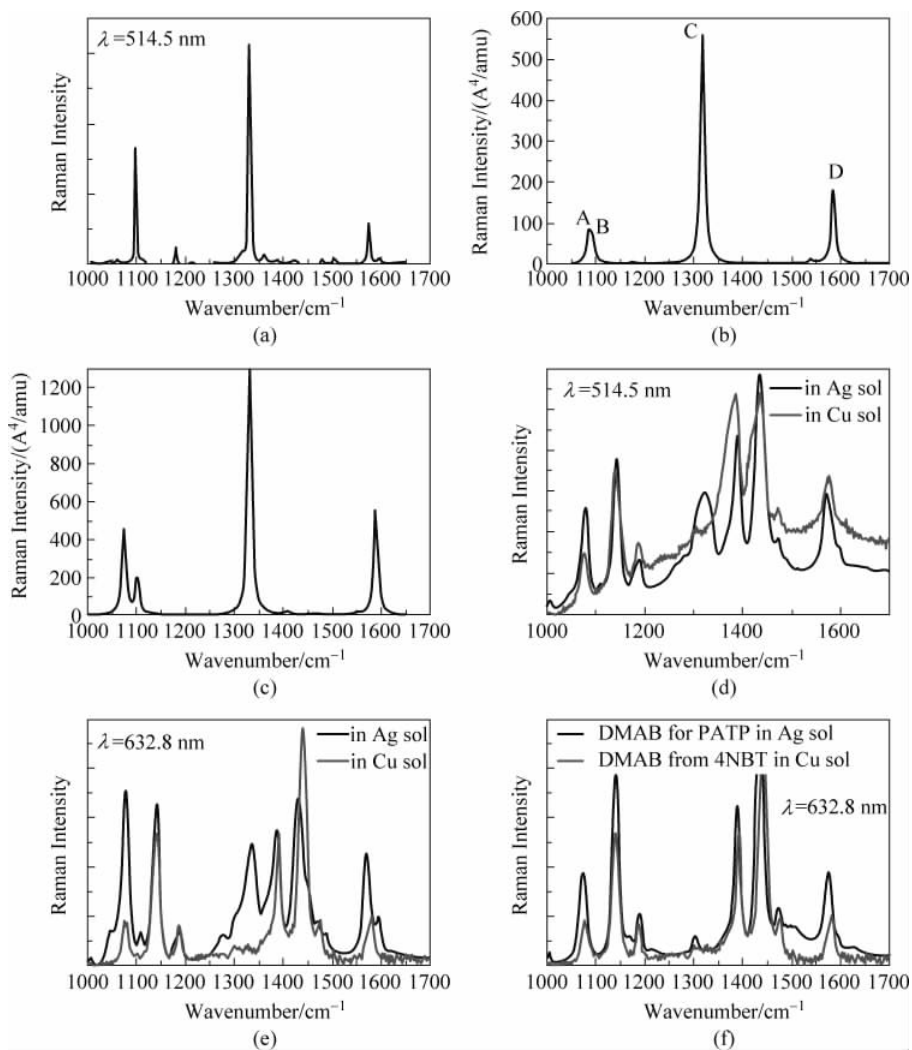 λ=514.5 nm
Raman Intensity
1000 1100 1200 1300 1400 1500 1600 1700
Wavenumber/cm⁻¹
(a)
600
500
400
300
200
100
0
Raman Intensity/(A⁴/amu)
C
D
A
B
1000 1100 1200 1300 1400 1500 1600 1700
Wavenumber/cm⁻¹
(b)
1200
1000
800
600
400
200
0
Raman Intensity/(A⁴/amu)
1000 1100 1200 1300 1400 1500 1600 1700
Wavenumber/cm⁻¹
(c)
λ=514.5 nm
in Ag sol
in Cu sol
Raman Intensity
1000 1200 1400 1600
Wavenumber/cm⁻¹
(d)
λ=632.8 nm
in Ag sol
in Cu sol
Raman Intensity
1000 1100 1200 1300 1400 1500 1600 1700
Wavenumber/cm⁻¹
(e)
DMAB for PATP in Ag sol
DMAB from 4NBT in Cu sol
λ=632.8 nm
Raman Intensity
1000 1100 1200 1300 1400 1500 1600 1700
Wavenumber/cm⁻¹
(f)